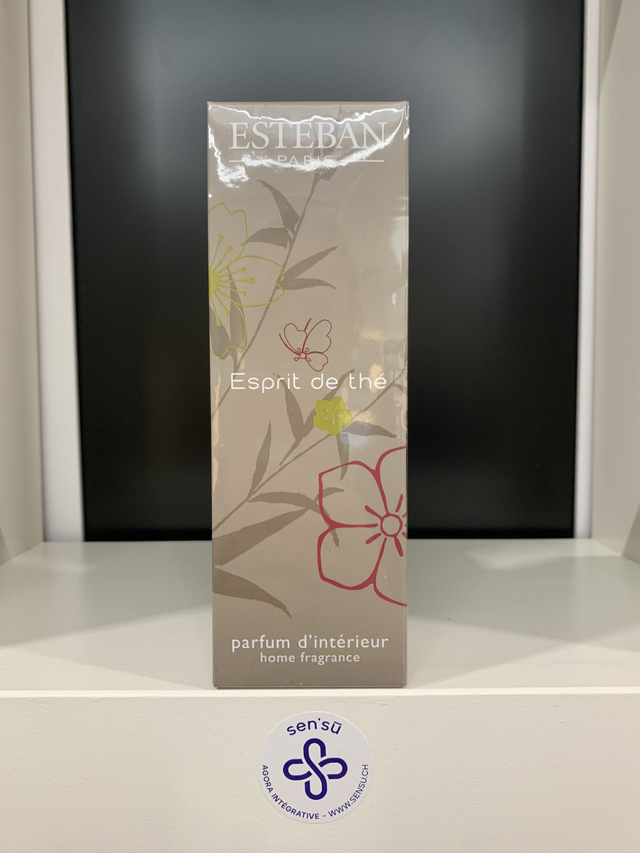 ESTEBAN
PARIS
Esprit de thé
parfum d'intérieur
home fragrance
sen'sū
AGORA INTÉGRATIVE - WWW.SENSU.CH